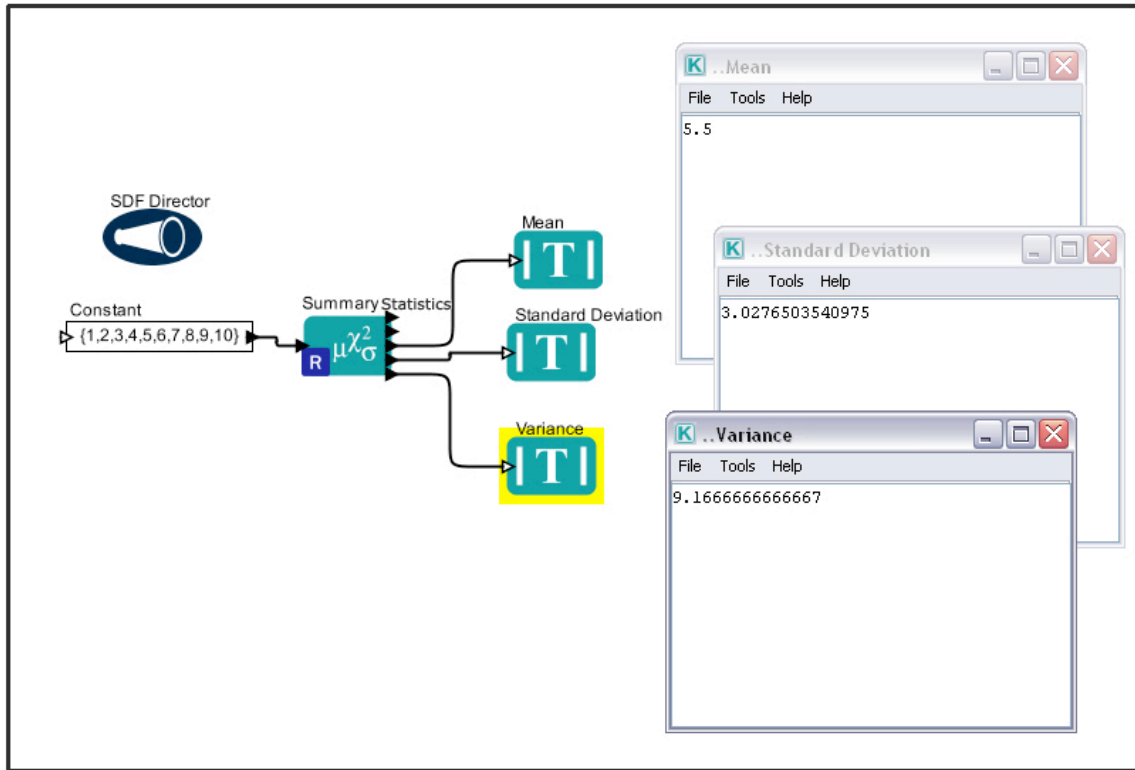 SDF Director
Constant
{1,2,3,4,5,6,7,8,9,10}
Summary Statistics
R
μχ²σ
Mean
T
Standard Deviation
T
Variance
T
K ..Mean
File Tools Help
5.5
K ..Standard Deviation
File Tools Help
3.0276503540975
K ..Variance
File Tools Help
9.1666666666667